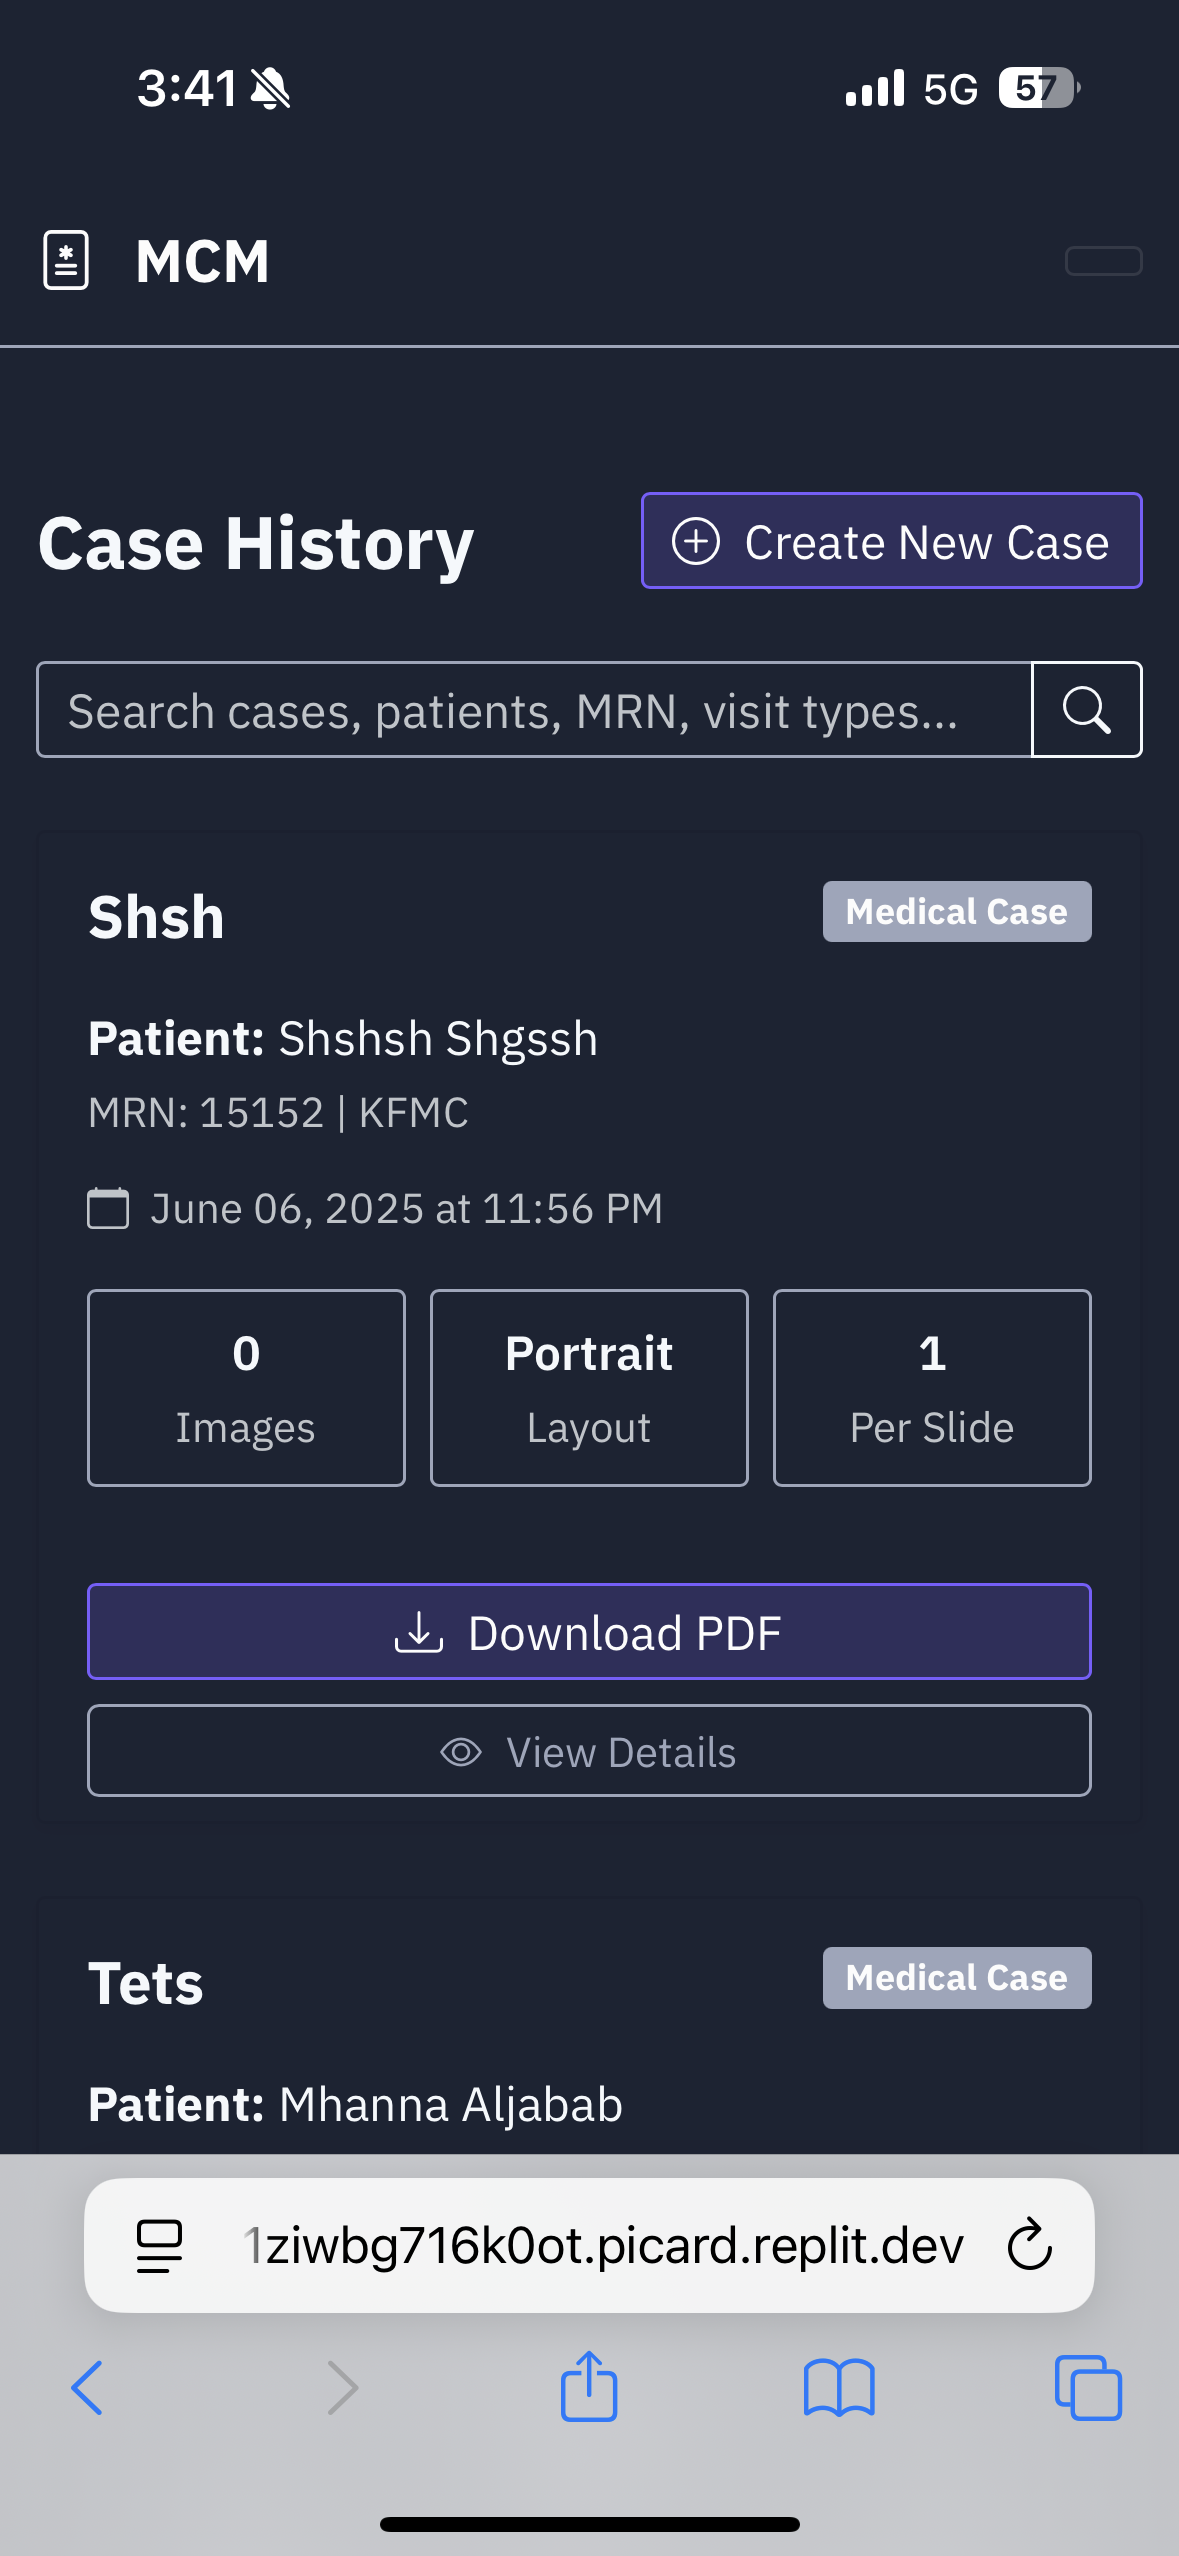 3:41 5G 57
MCM
Case History
Create New Case
Search cases, patients, MRN, visit types...
Shsh
Medical Case
Patient: Shshsh Shgssh
MRN: 15152 | KFMC
June 06, 2025 at 11:56 PM
0 Portrait 1
Images Layout Per Slide
Download PDF
View Details
Tets
Medical Case
Patient: Mhanna Aljabab
1ziwbg716k0ot.picard.replit.dev